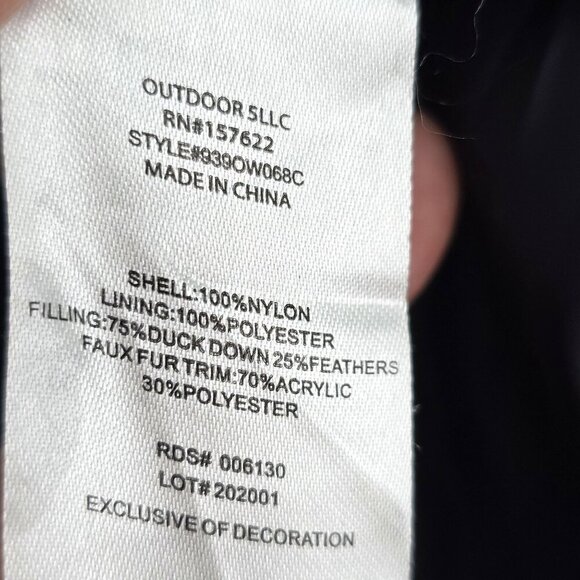 OUTDOOR 5LLC
RN#157622
STYLE#939OW068C
MADE IN CHINA
SHELL:100%NYLON
LINING:100%POLYESTER
FILLING:75%DUCK DOWN 25%FEATHERS
FAUX FUR TRIM:70%ACRYLIC
30%POLYESTER
RDS# 006130
LOT# 202001
EXCLUSIVE OF DECORATION